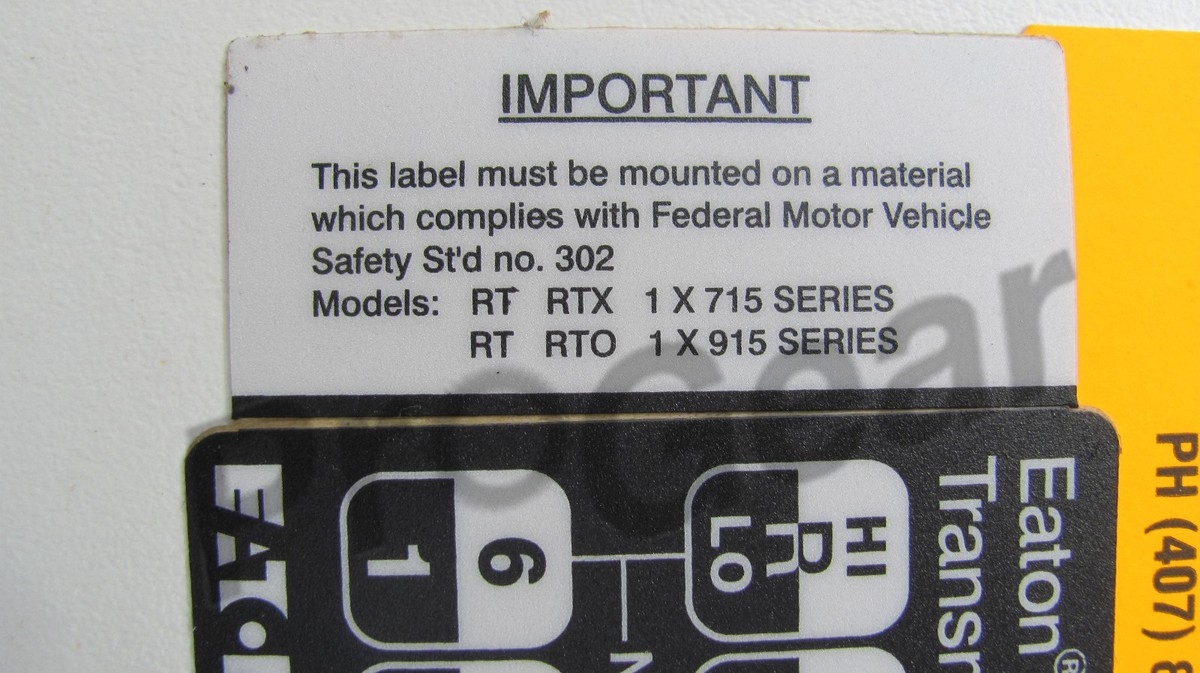 IMPORTANT
This label must be mounted on a material
which complies with Federal Motor Vehicle
Safety St'd no. 302
Models: RT RTX 1 X 715 SERIES
RT RTO 1 X 915 SERIES
ProGear
Eaton®
HI
R
LO
6
1
PH (407)